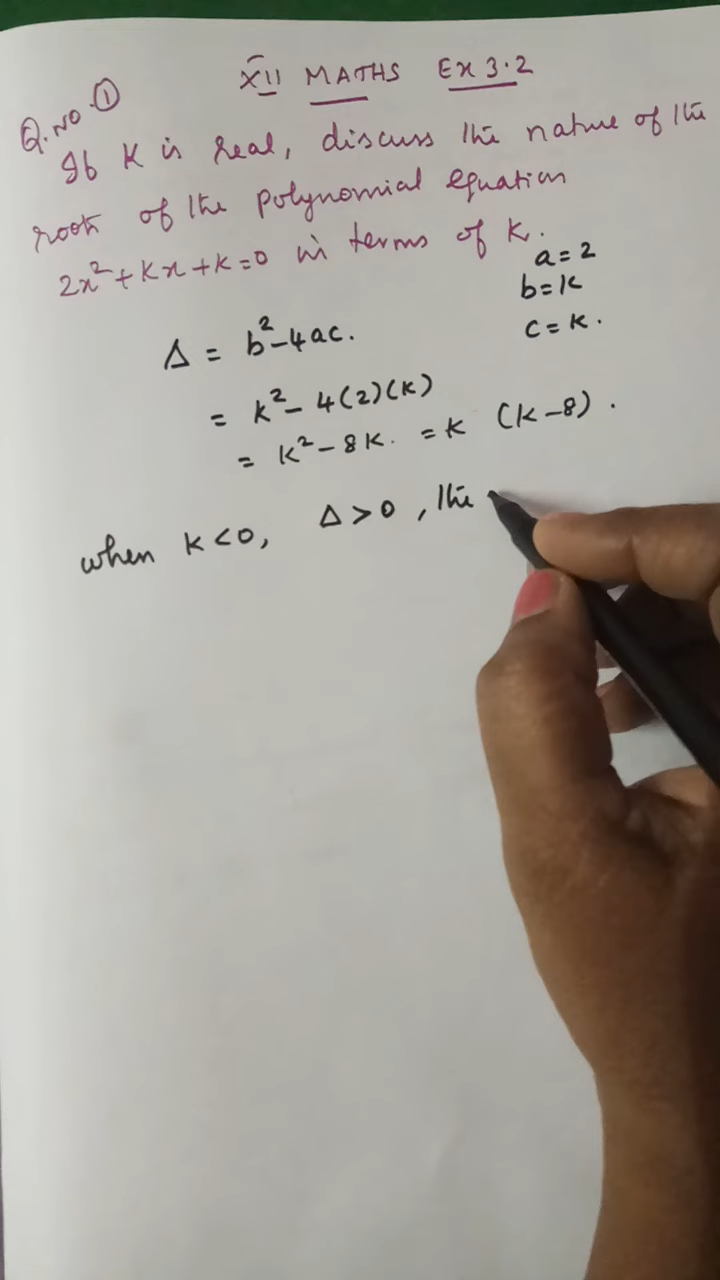 XII MATHS Ex 3.2
Q.NO.①
If K is real, discuss the nature of the
roots of the polynomial equation
2x²+Kx+K=0 in terms of K.
a=2
b=K
c=K.
Δ = b²-4ac.
= K²- 4(2)(K)
= K²-8K. = K (K-8).
when K<0, Δ>0, the